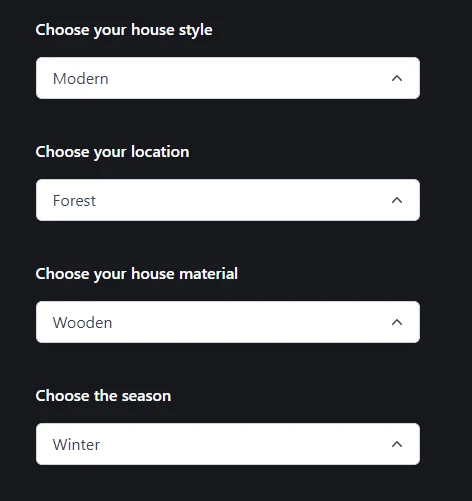 Choose your house style
Modern
Choose your location
Forest
Choose your house material
Wooden
Choose the season
Winter